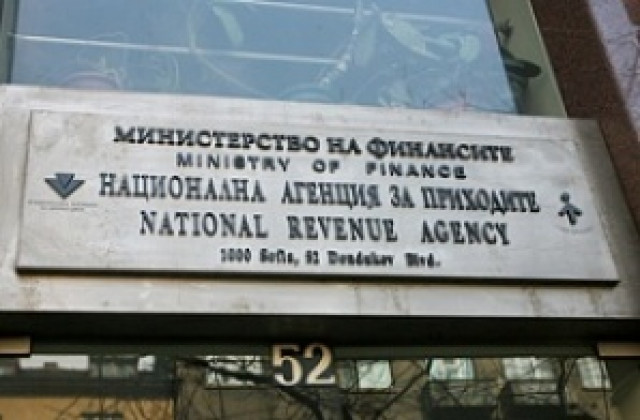 МИНИСТЕРСТВО НА ФИНАНСИТЕ
MINISTRY OF FINANCE
НАЦИОНАЛНА АГЕНЦИЯ ЗА ПРИХОДИТЕ
NATIONAL REVENUE AGENCY
1000 Sofia, 52 Dondukov Blvd.
52